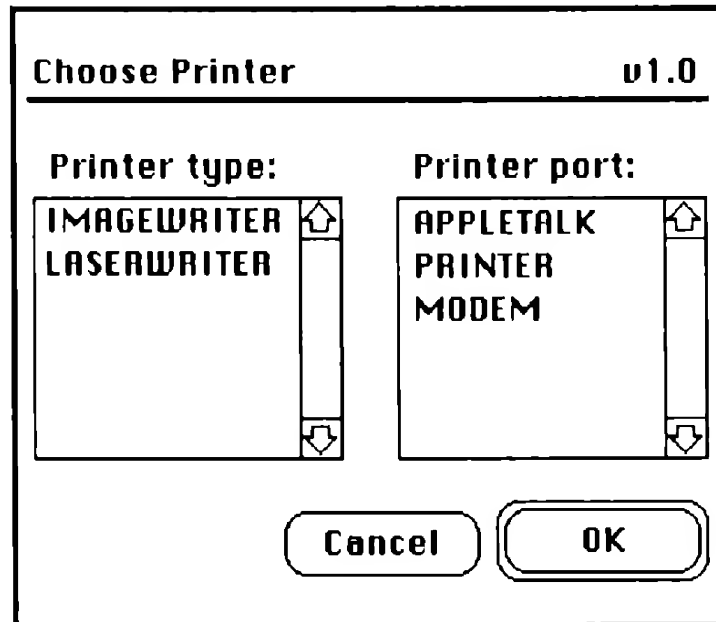 Choose Printer v1.0
Printer type: Printer port:
IMAGEWRITER APPLETALK
LASERWRITER PRINTER
MODEM
Cancel OK